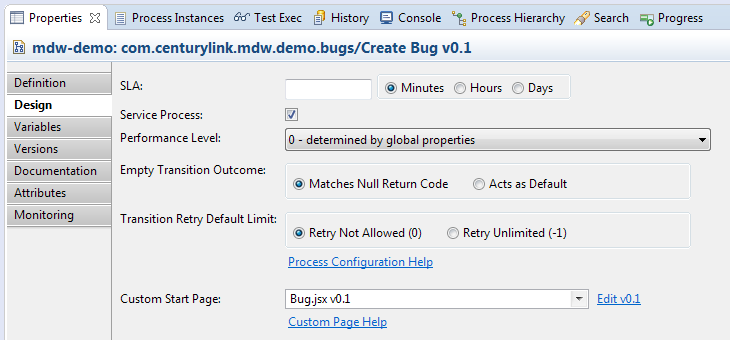 Properties Process Instances Test Exec History Console Process Hierarchy Search Progress
mdw-demo: com.centurylink.mdw.demo.bugs/Create Bug v0.1
Definition
Design
Variables
Versions
Documentation
Attributes
Monitoring
SLA: Minutes Hours Days
Service Process:
Performance Level: 0 - determined by global properties
Empty Transition Outcome: Matches Null Return Code Acts as Default
Transition Retry Default Limit: Retry Not Allowed (0) Retry Unlimited (-1)
Process Configuration Help
Custom Start Page: Bug.jsx v0.1 Edit v0.1
Custom Page Help